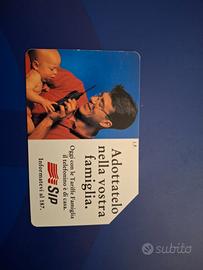 Adottatelo
nella vostra
famiglia.
Oggi con le Tariffe Famiglia
il telefonino è di casa.
SIP
Informatevi al 187.
subito